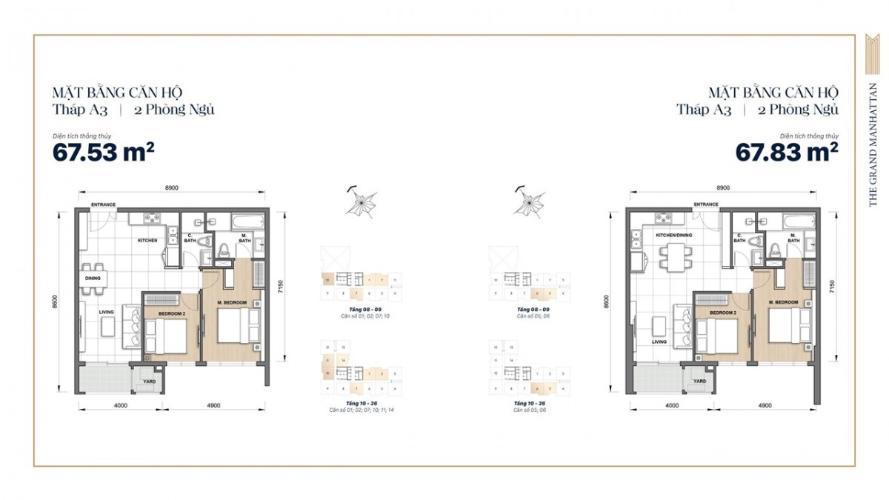 MẶT BẰNG CĂN HỘ
Tháp A3 | 2 Phòng Ngủ
Diện tích thông thủy
67.53 m²
8900
ENTRANCE
KITCHEN
C. BATH
M. BATH
DINING
LIVING
BEDROOM 2
M. BEDROOM
YARD
8600
7150
4000
4900
Tầng 08 - 09
Căn số 01; 02; 07; 10
Tầng 10 - 36
Căn số 01; 02; 07; 10; 11; 14
MẶT BẰNG CĂN HỘ
Tháp A3 | 2 Phòng Ngủ
Diện tích thông thủy
67.83 m²
8900
ENTRANCE
KITCHEN/DINING
C. BATH
M. BATH
LIVING
BEDROOM 2
M. BEDROOM
YARD
8600
7150
4000
4900
Tầng 08 - 09
Căn số 05; 06
Tầng 10 - 36
Căn số 05; 06
THE GRAND MANHATTAN